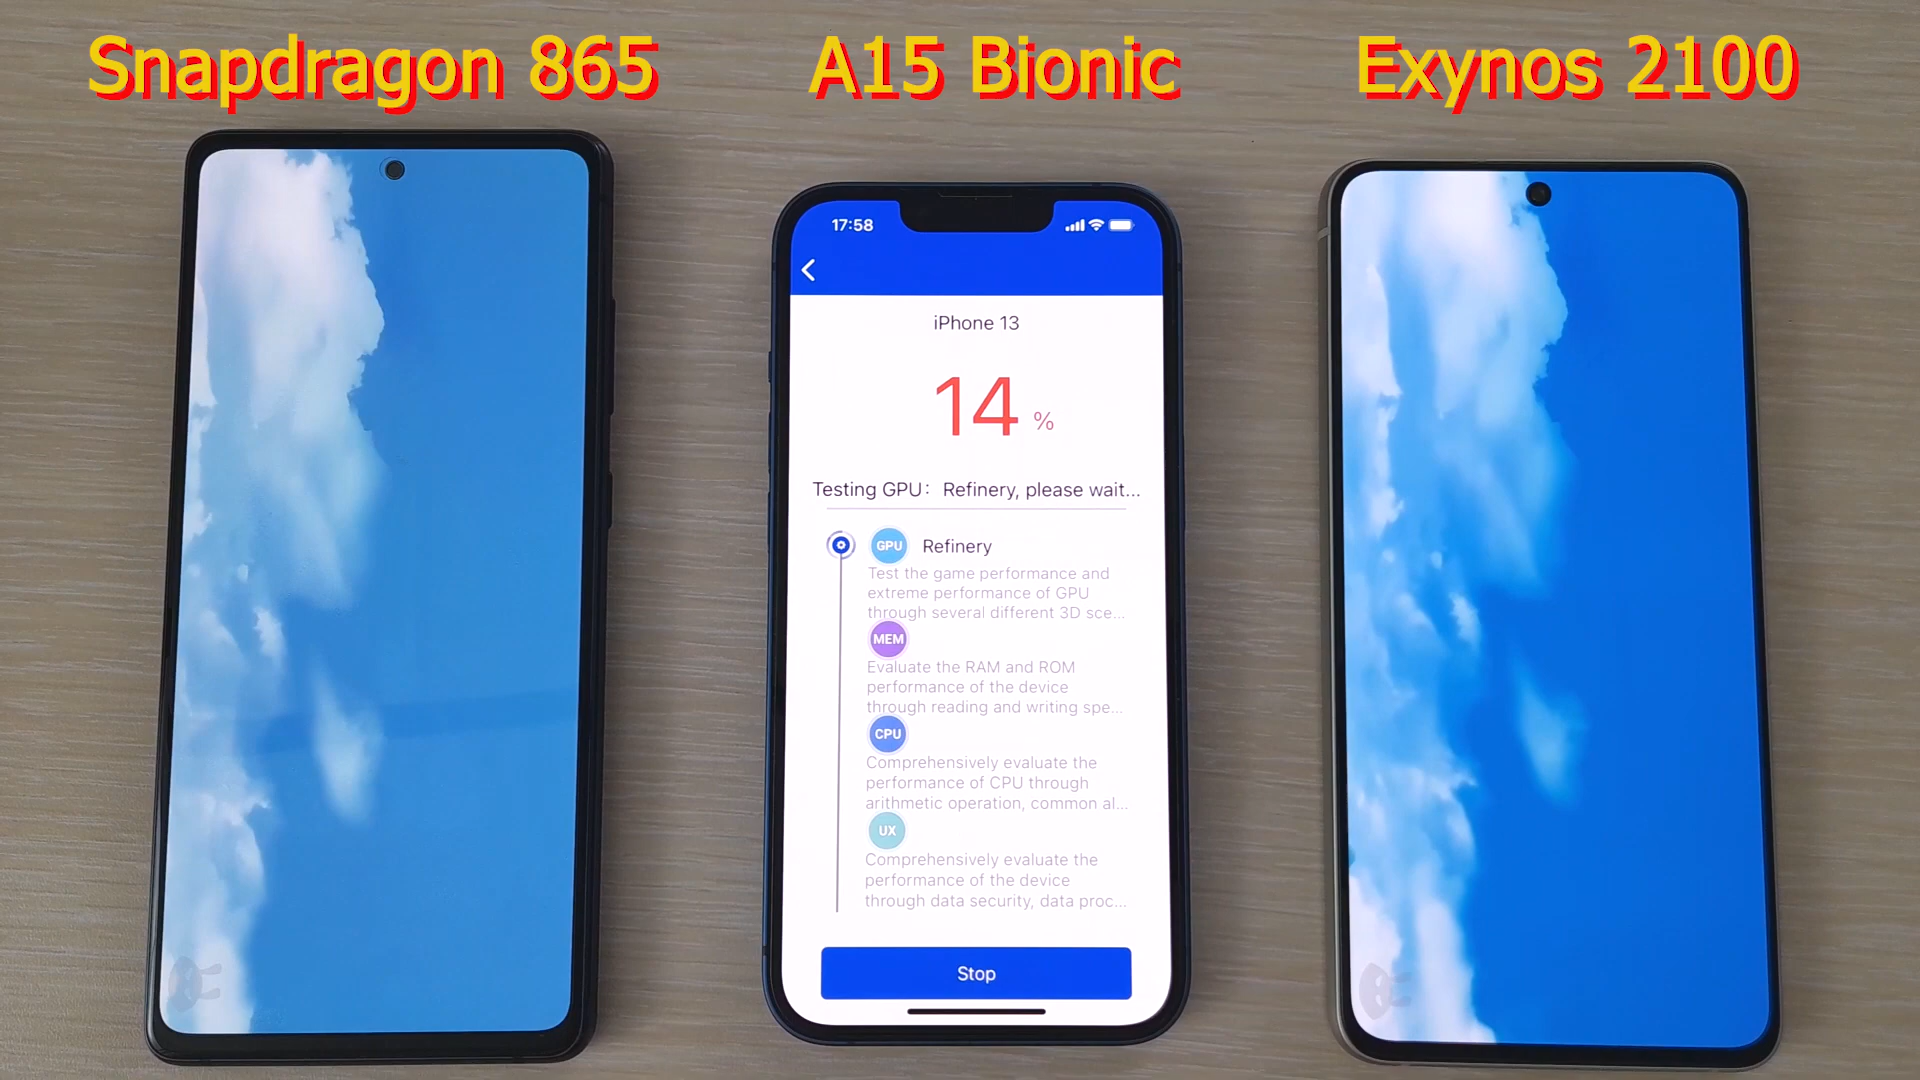 Snapdragon 865
A15 Bionic
Exynos 2100
17:58
iPhone 13
14 %
Testing GPU: Refinery, please wait...
GPU Refinery
Test the game performance and
extreme performance of GPU
through several different 3D sce...
MEM
Evaluate the RAM and ROM
performance of the device
through reading and writing spe...
CPU
Comprehensively evaluate the
performance of CPU through
arithmetic operation, common al...
UX
Comprehensively evaluate the
performance of the device
through data security, data proc...
Stop